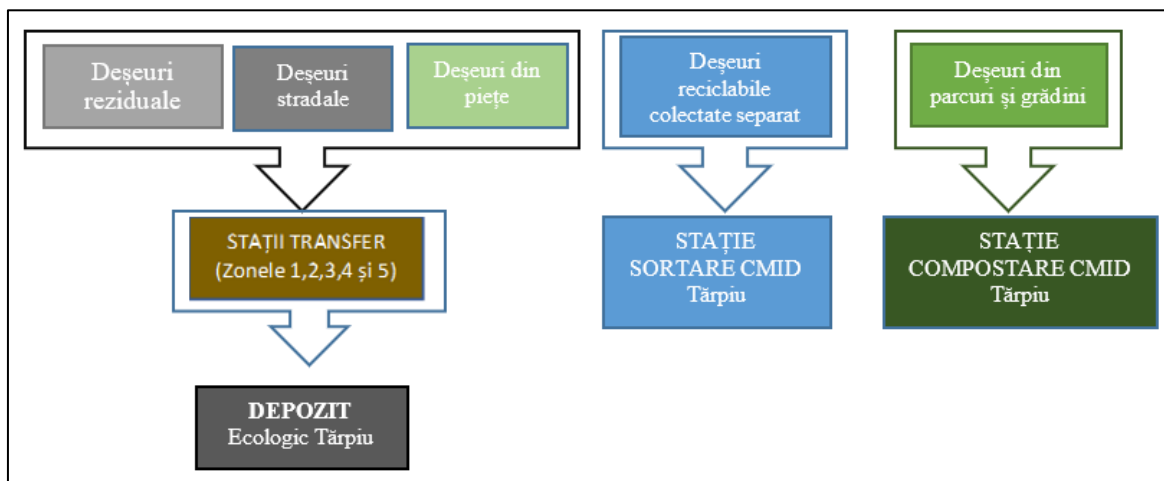 Deșeuri
reziduale
Deșeuri
stradale
Deșeuri din
piețe
Deșeuri
reciclabile
colectate separat
Deșeuri din
parcuri și grădini
STAȚII TRANSFER
(Zonele 1,2,3,4 și 5)
STAȚIE
SORTARE CMID
Tărpiu
STAȚIE
COMPOSTARE CMID
Tărpiu
DEPOZIT
Ecologic Tărpiu